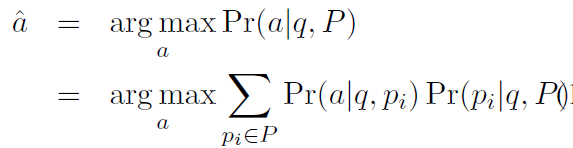 â = arg max Pr(a|q, P)
a
= arg max ∑ Pr(a|q, pᵢ) Pr(pᵢ|q, P)
a pᵢ∈P